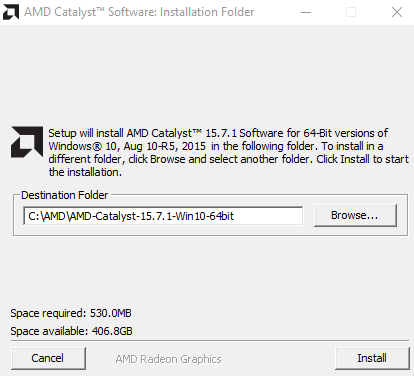 AMD Catalyst™ Software: Installation Folder
Setup will install AMD Catalyst™ 15.7.1 Software for 64-Bit versions of
Windows® 10, Aug 10-R5, 2015 in the following folder. To install in a
different folder, click Browse and select another folder. Click Install to start
the installation.
Destination Folder
C:\AMD\AMD-Catalyst-15.7.1-Win10-64bit
Browse...
Space required: 530.0MB
Space available: 406.8GB
Cancel
AMD Radeon Graphics
Install